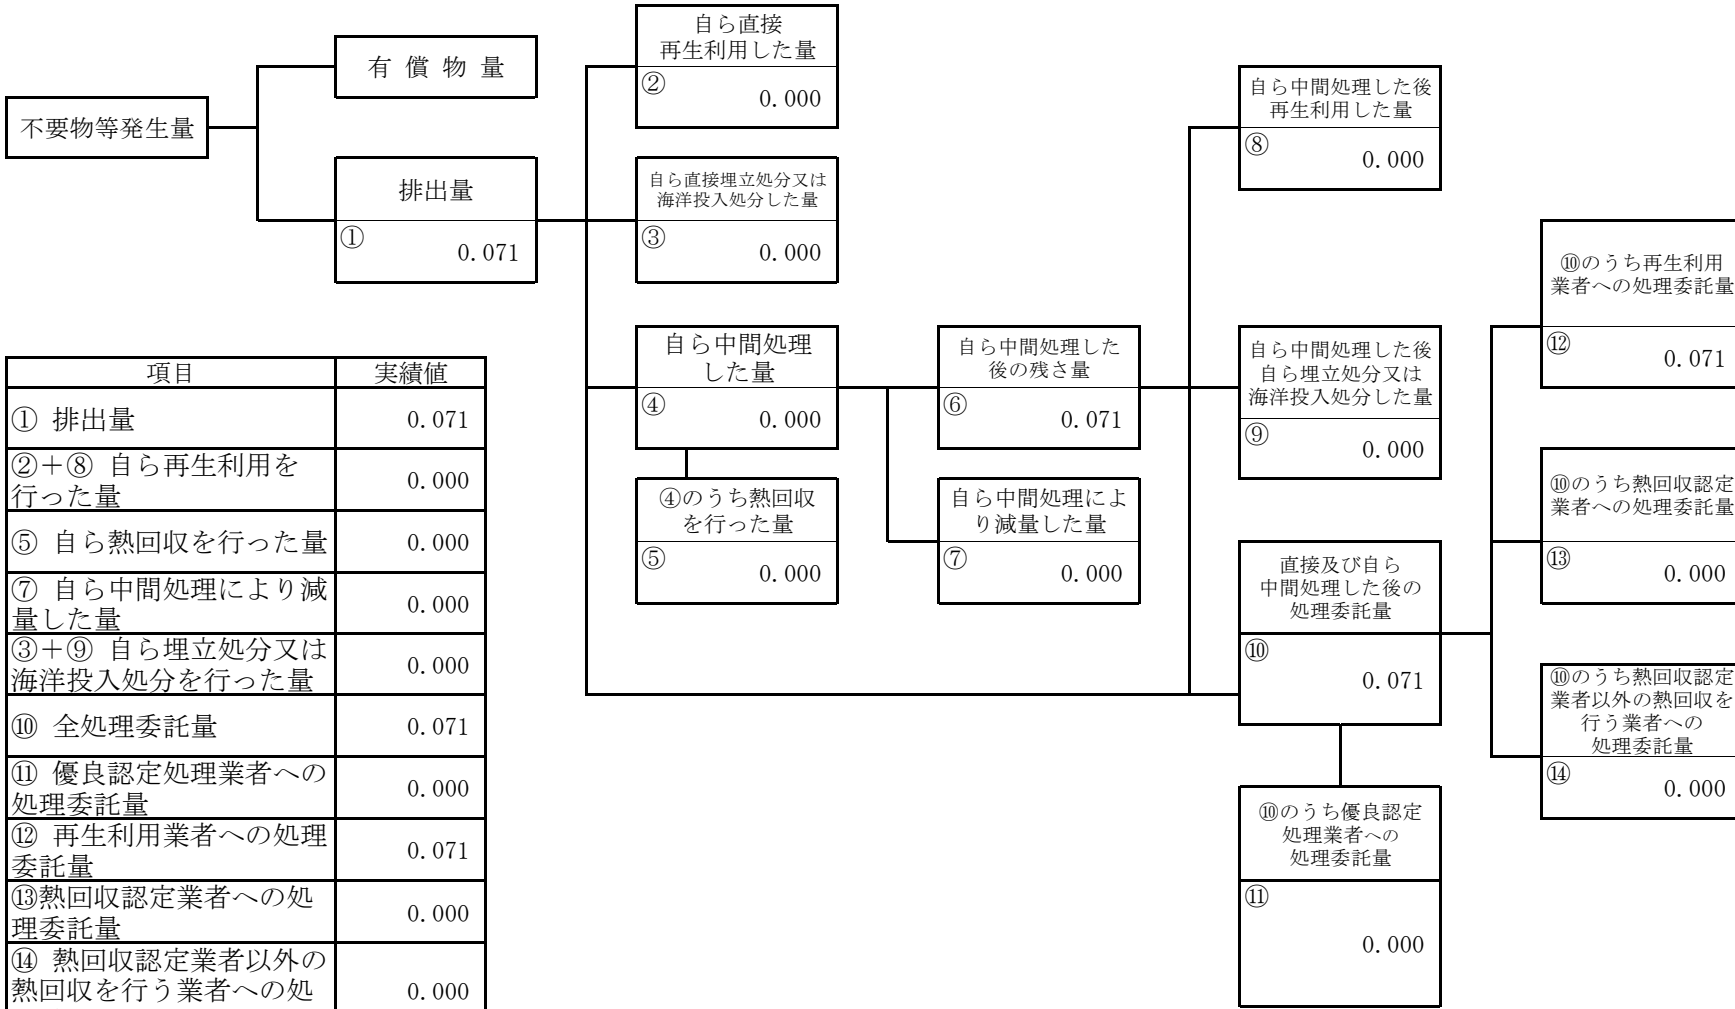 不要物等発生量
有 償 物 量
排出量
①
0.071
自ら直接
再生利用した量
②
0.000
自ら直接埋立処分又は
海洋投入処分した量
③
0.000
自ら中間処理
した量
④
0.000
④のうち熱回収
を行った量
⑤
0.000
自ら中間処理した
後の残さ量
⑥
0.071
自ら中間処理によ
り減量した量
⑦
0.000
自ら中間処理した後
再生利用した量
⑧
0.000
自ら中間処理した後
自ら埋立処分又は
海洋投入処分した量
⑨
0.000
直接及び自ら
中間処理した後の
処理委託量
⑩
0.071
⑩のうち優良認定
処理業者への
処理委託量
⑪
0.000
⑩のうち再生利用
業者への処理委託量
⑫
0.071
⑩のうち熱回収認定
業者への処理委託量
⑬
0.000
⑩のうち熱回収認定
業者以外の熱回収を
行う業者への
処理委託量
⑭
0.000
項目 実績値
① 排出量 0.071
②+⑧ 自ら再生利用を
行った量 0.000
⑤ 自ら熱回収を行った量 0.000
⑦ 自ら中間処理により減
量した量 0.000
③+⑨ 自ら埋立処分又は
海洋投入処分を行った量 0.000
⑩ 全処理委託量 0.071
⑪ 優良認定処理業者への
処理委託量 0.000
⑫ 再生利用業者への処理
委託量 0.071
⑬熱回収認定業者への処
理委託量 0.000
⑭ 熱回収認定業者以外の
熱回収を行う業者への処 0.000